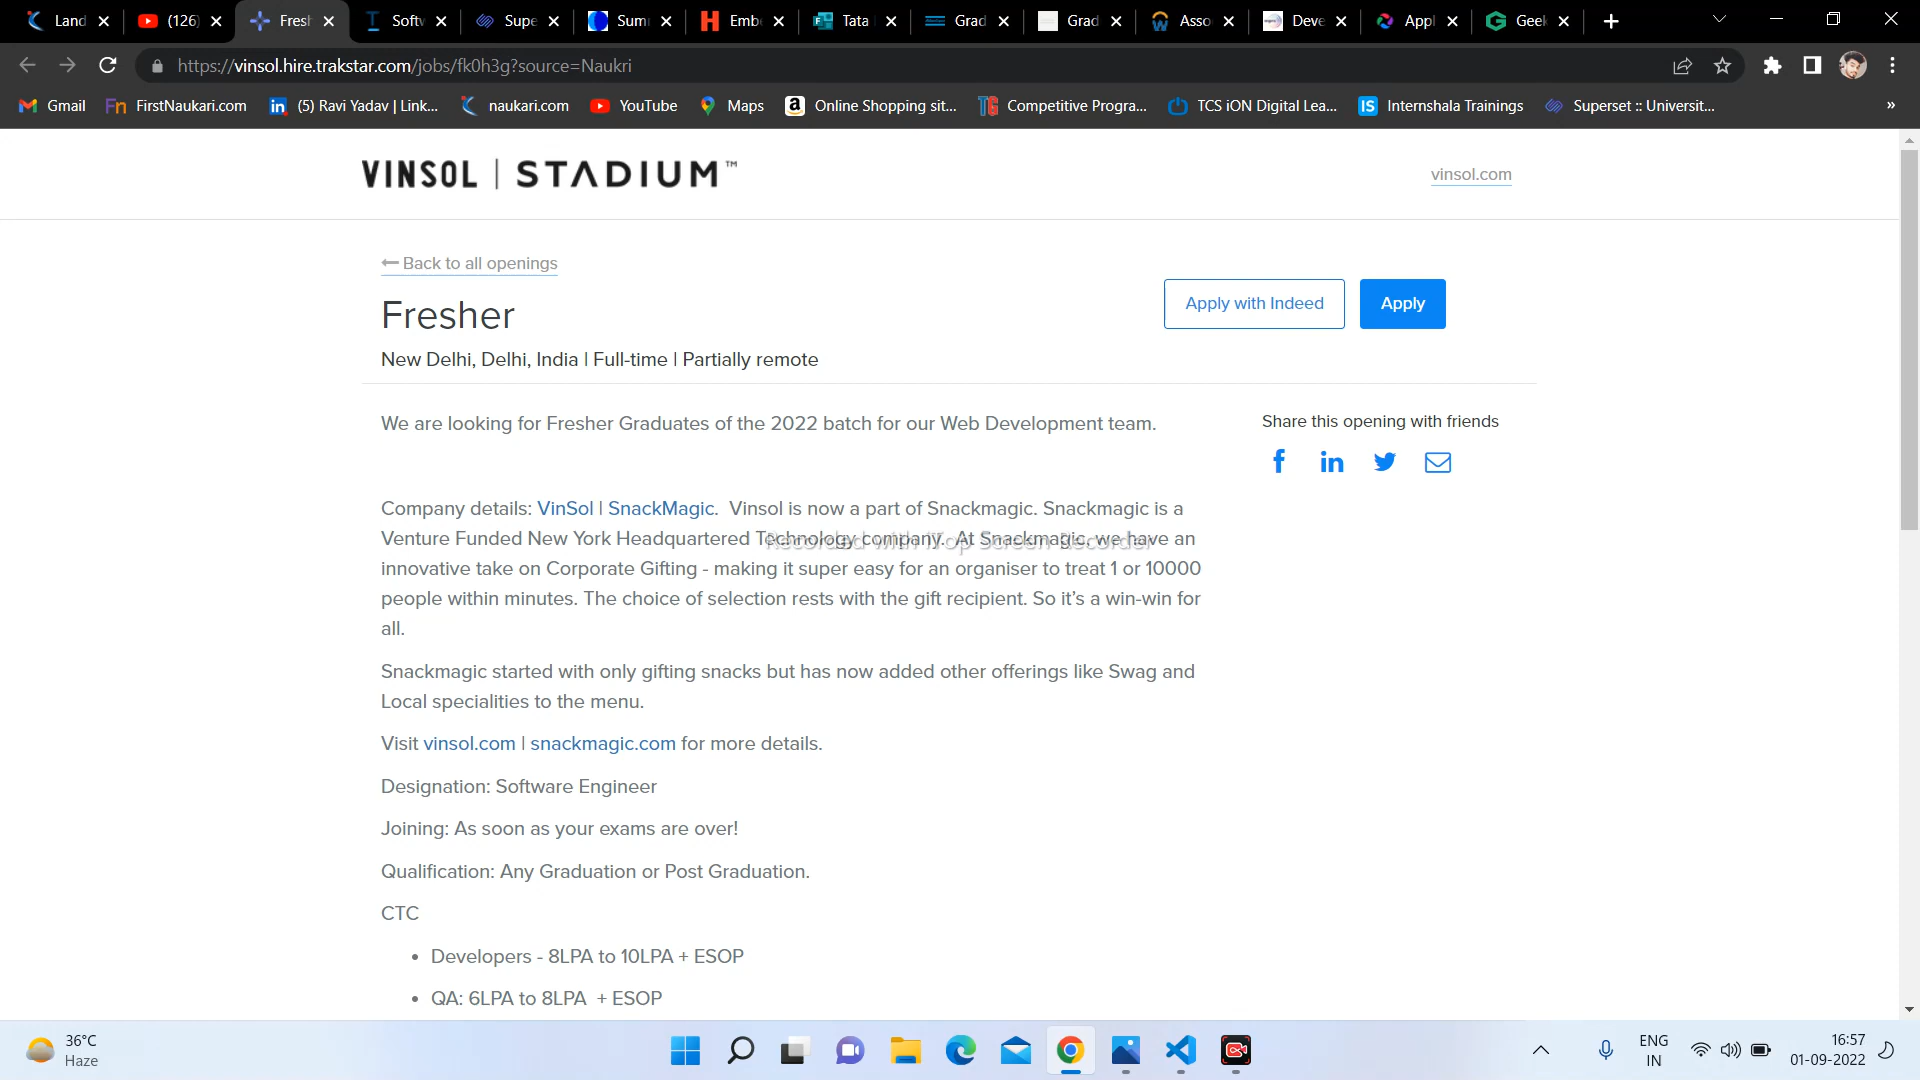 Land
(126)
Fresh
Softw
Supe
Sum
Emb
Tata
Grad
Grad
Asso
Deve
Appl
Geek
https://vinsol.hire.trakstar.com/jobs/fk0h3g?source=Naukri
Gmail
FirstNaukari.com
(5) Ravi Yadav | Link...
naukari.com
YouTube
Maps
Online Shopping sit...
Competitive Progra...
TCS iON Digital Lea...
Internshala Trainings
Superset :: Universit...
»
VINSOL | STADIUM™
vinsol.com
Back to all openings
Fresher
Apply with Indeed
Apply
New Delhi, Delhi, India | Full-time | Partially remote
We are looking for Fresher Graduates of the 2022 batch for our Web Development team.
Share this opening with friends
Company details: VinSol | SnackMagic.  Vinsol is now a part of Snackmagic. Snackmagic is a
Venture Funded New York Headquartered Technology company.  At Snackmagic, we have an
Recorded with iTop Screen Recorder
innovative take on Corporate Gifting - making it super easy for an organiser to treat 1 or 10000
people within minutes. The choice of selection rests with the gift recipient. So it’s a win-win for
all.
Snackmagic started with only gifting snacks but has now added other offerings like Swag and
Local specialities to the menu.
Visit vinsol.com | snackmagic.com for more details.
Designation: Software Engineer
Joining: As soon as your exams are over!
Qualification: Any Graduation or Post Graduation.
CTC
• Developers - 8LPA to 10LPA + ESOP
• QA: 6LPA to 8LPA  + ESOP
36°C
Haze
ENG
IN
16:57
01-09-2022